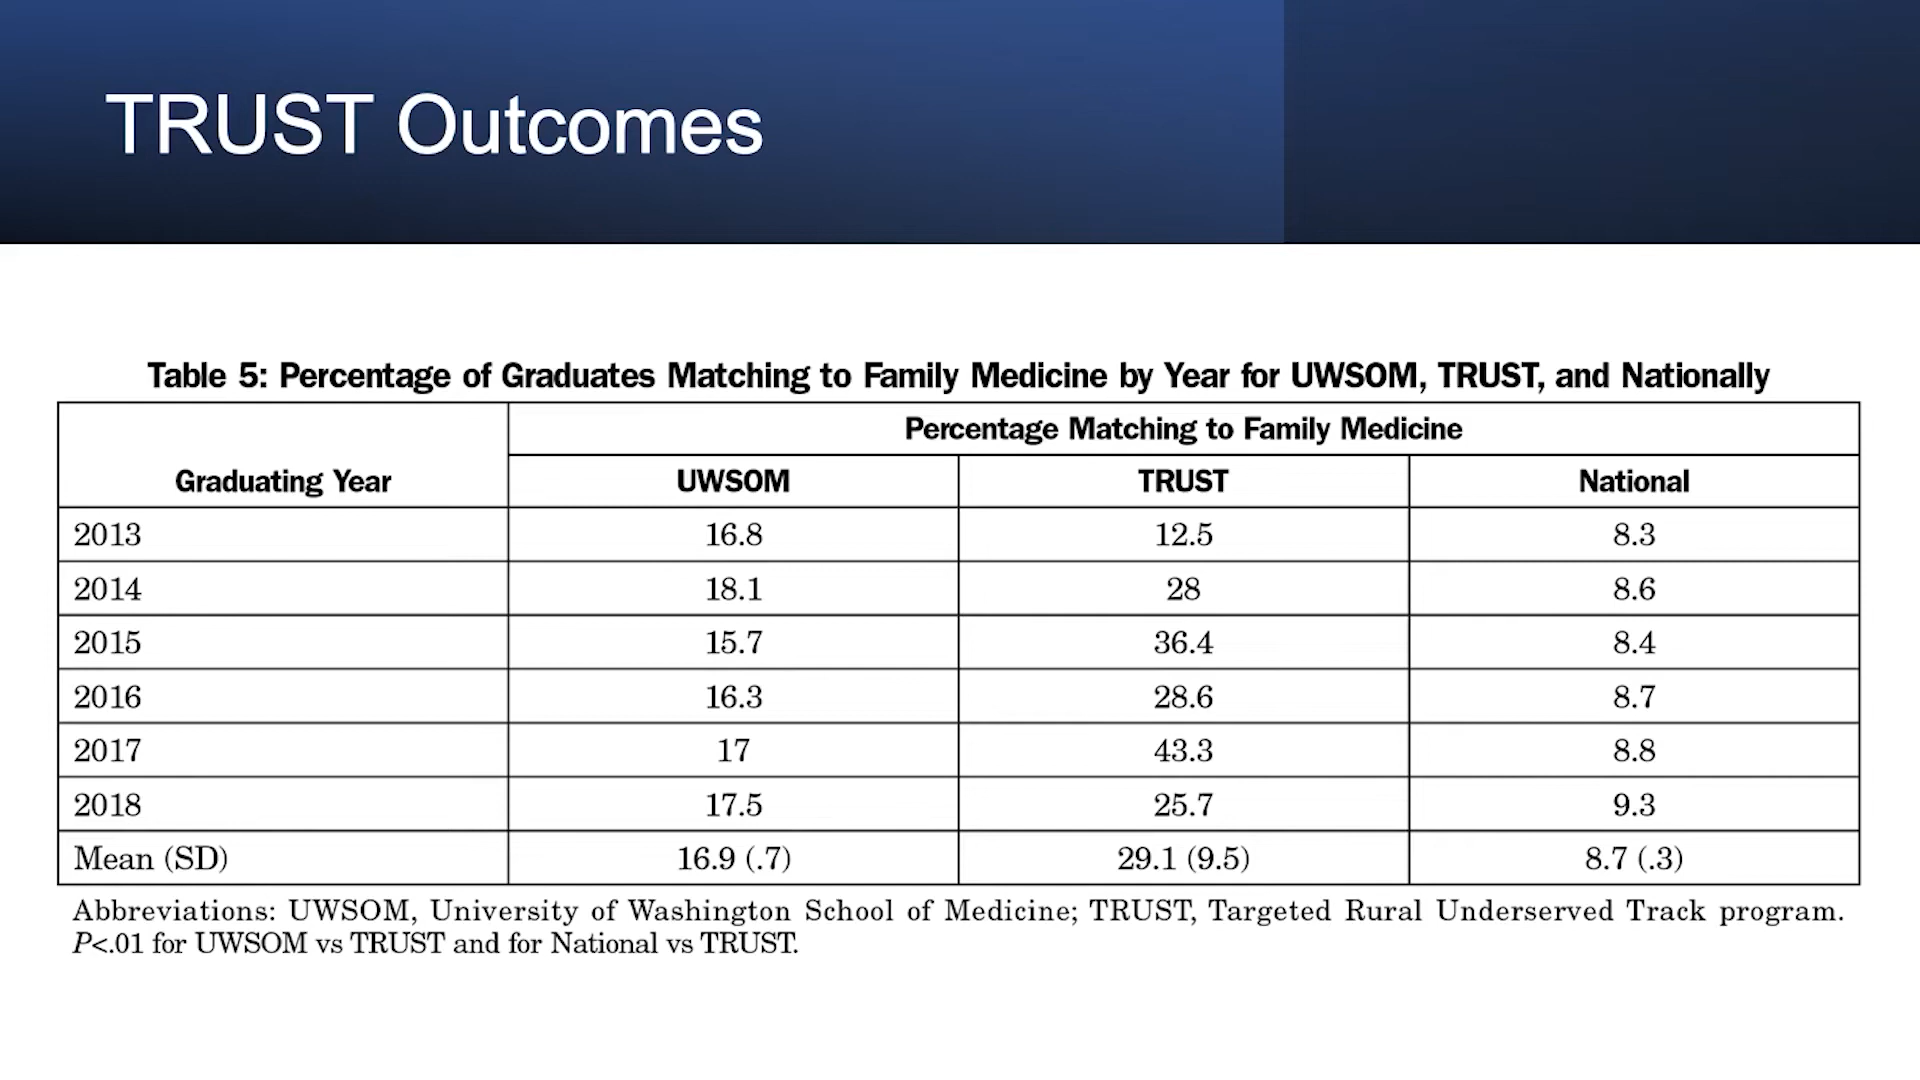 TRUST Outcomes
Table 5: Percentage of Graduates Matching to Family Medicine by Year for UWSOM, TRUST, and Nationally
Percentage Matching to Family Medicine
Graduating Year UWSOM TRUST National
2013 16.8 12.5 8.3
2014 18.1 28 8.6
2015 15.7 36.4 8.4
2016 16.3 28.6 8.7
2017 17 43.3 8.8
2018 17.5 25.7 9.3
Mean (SD) 16.9 (.7) 29.1 (9.5) 8.7 (.3)
Abbreviations: UWSOM, University of Washington School of Medicine; TRUST, Targeted Rural Underserved Track program.
P<.01 for UWSOM vs TRUST and for National vs TRUST.